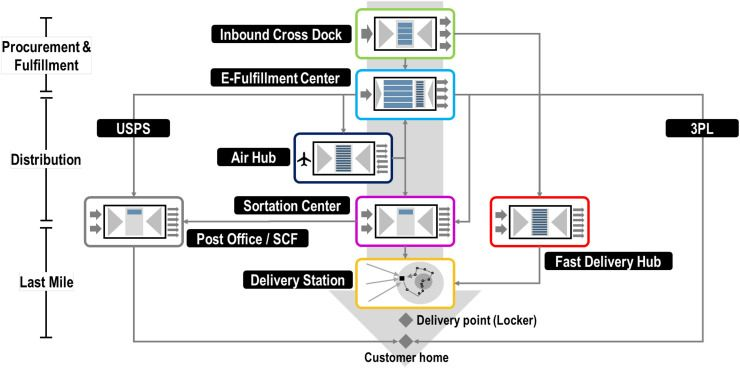 Inbound Cross Dock
Procurement &
Fulfillment
E-Fulfillment Center
USPS
3PL
Air Hub
Distribution
Sortation Center
Post Office / SCF
Fast Delivery Hub
Delivery Station
Last Mile
Delivery point (Locker)
Customer home